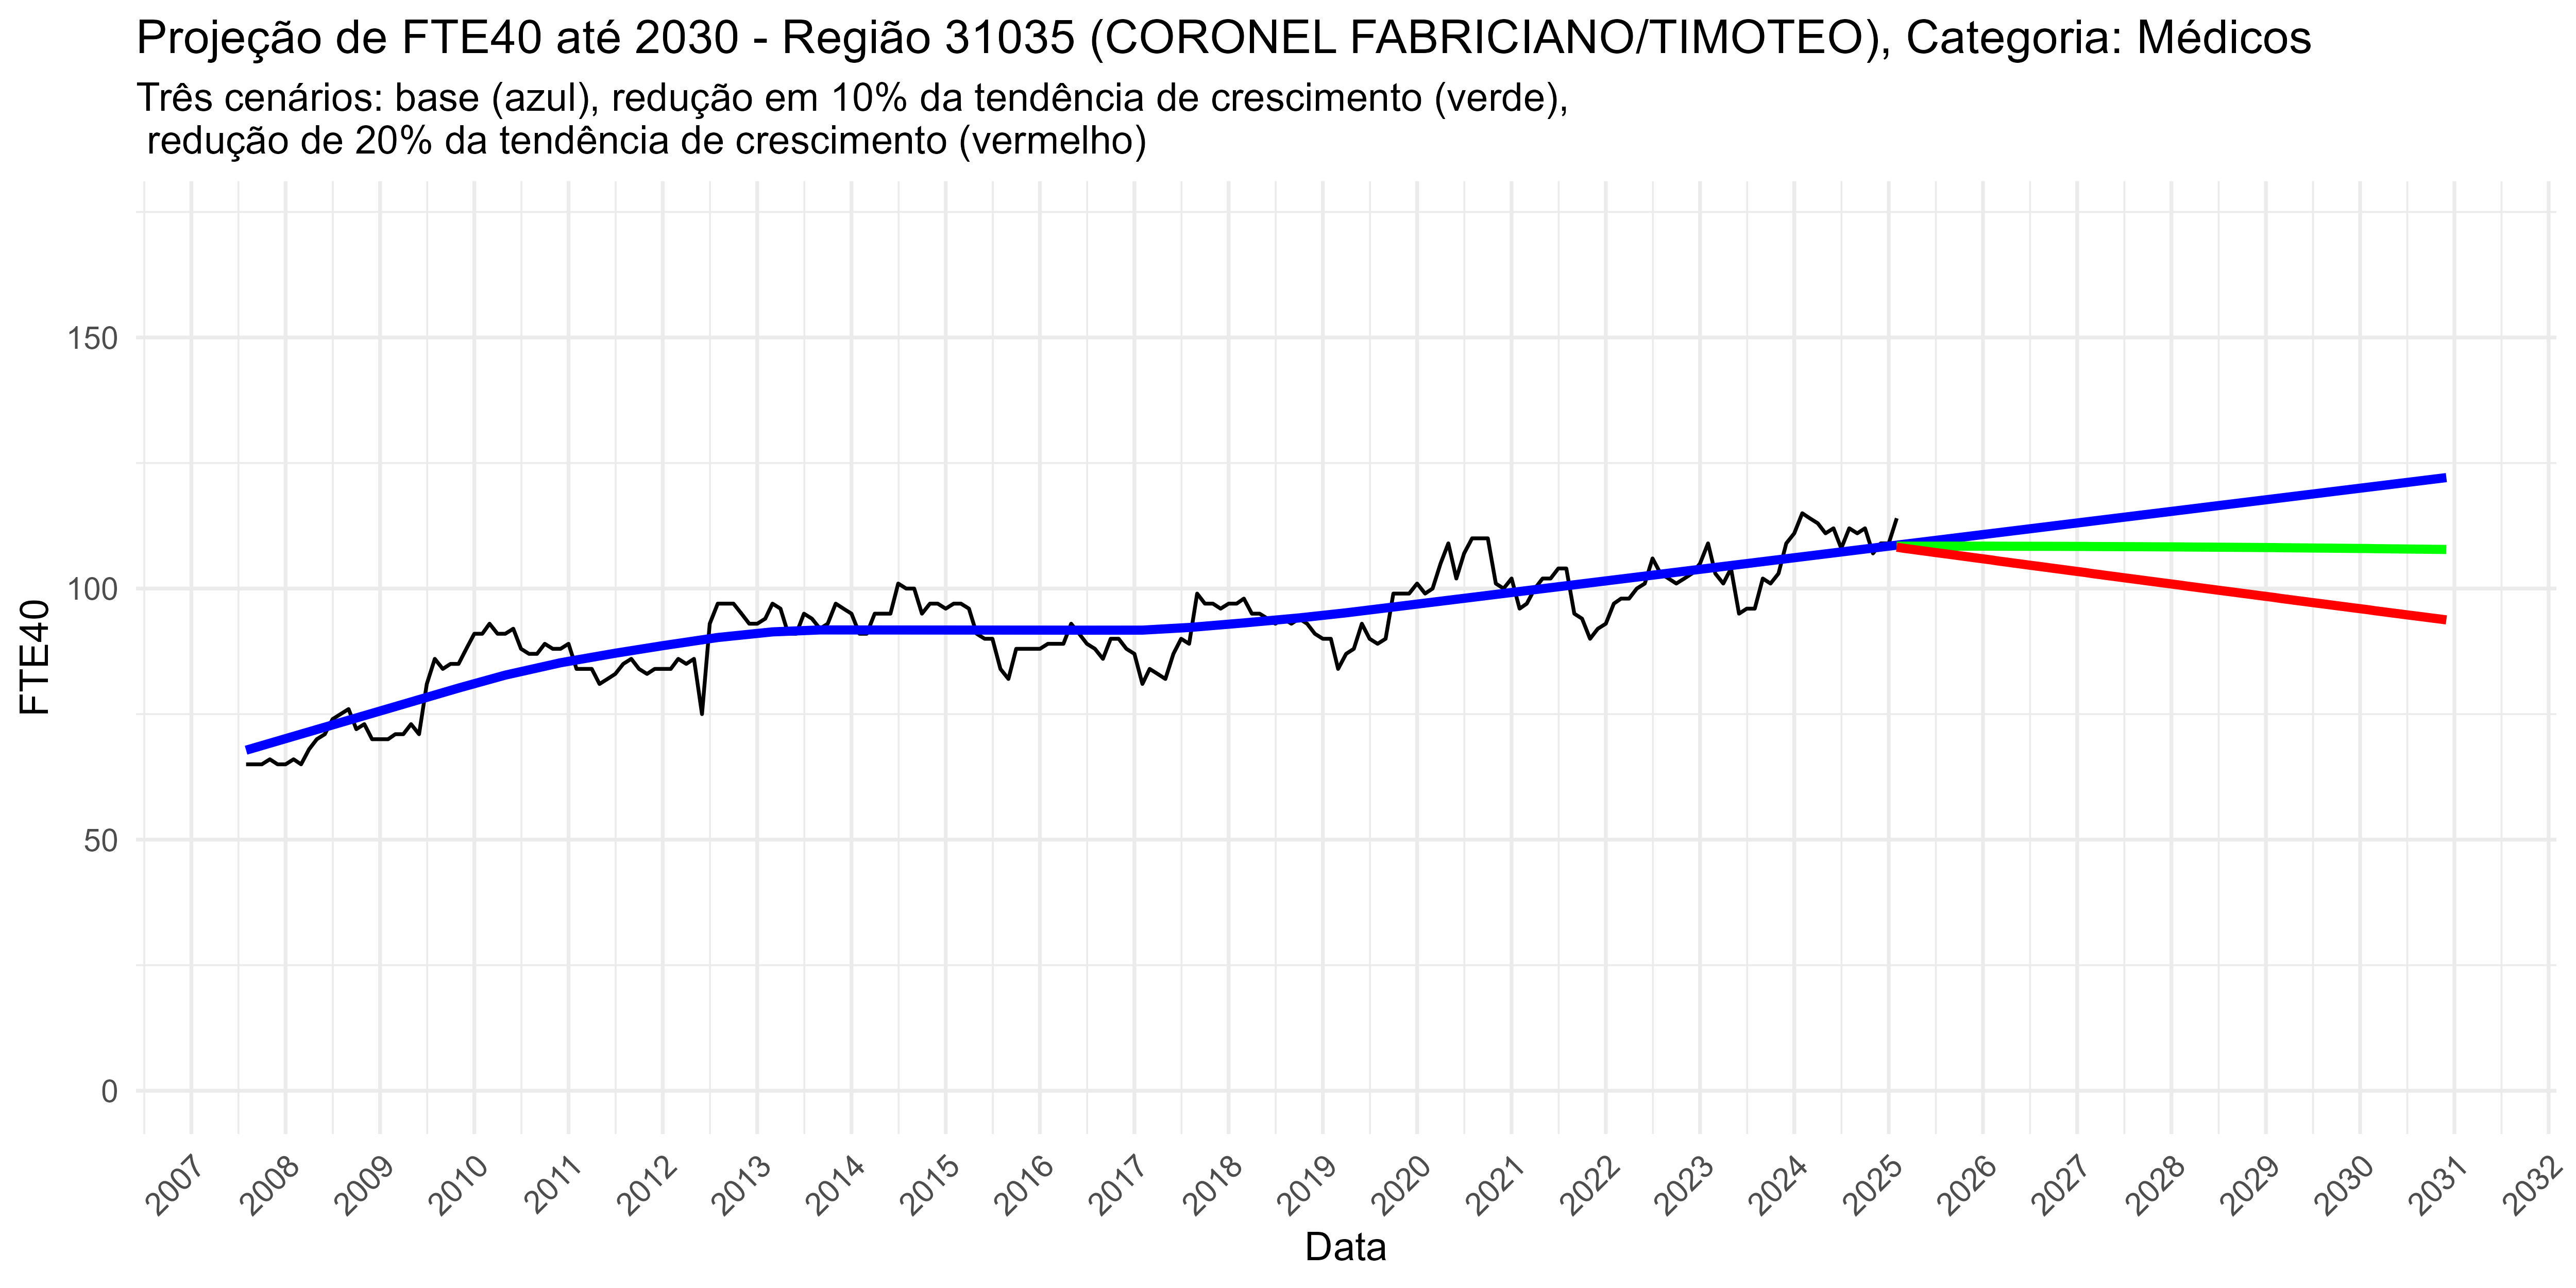 Projeção de FTE40 até 2030 - Região 31035 (CORONEL FABRICIANO/TIMOTEO), Categoria: Médicos
Três cenários: base (azul), redução em 10% da tendência de crescimento (verde),
redução de 20% da tendência de crescimento (vermelho)
FTE40
150
100
50
0
2007 2008 2009 2010 2011 2012 2013 2014 2015 2016 2017 2018 2019 2020 2021 2022 2023 2024 2025 2026 2027 2028 2029 2030 2031 2032
Data